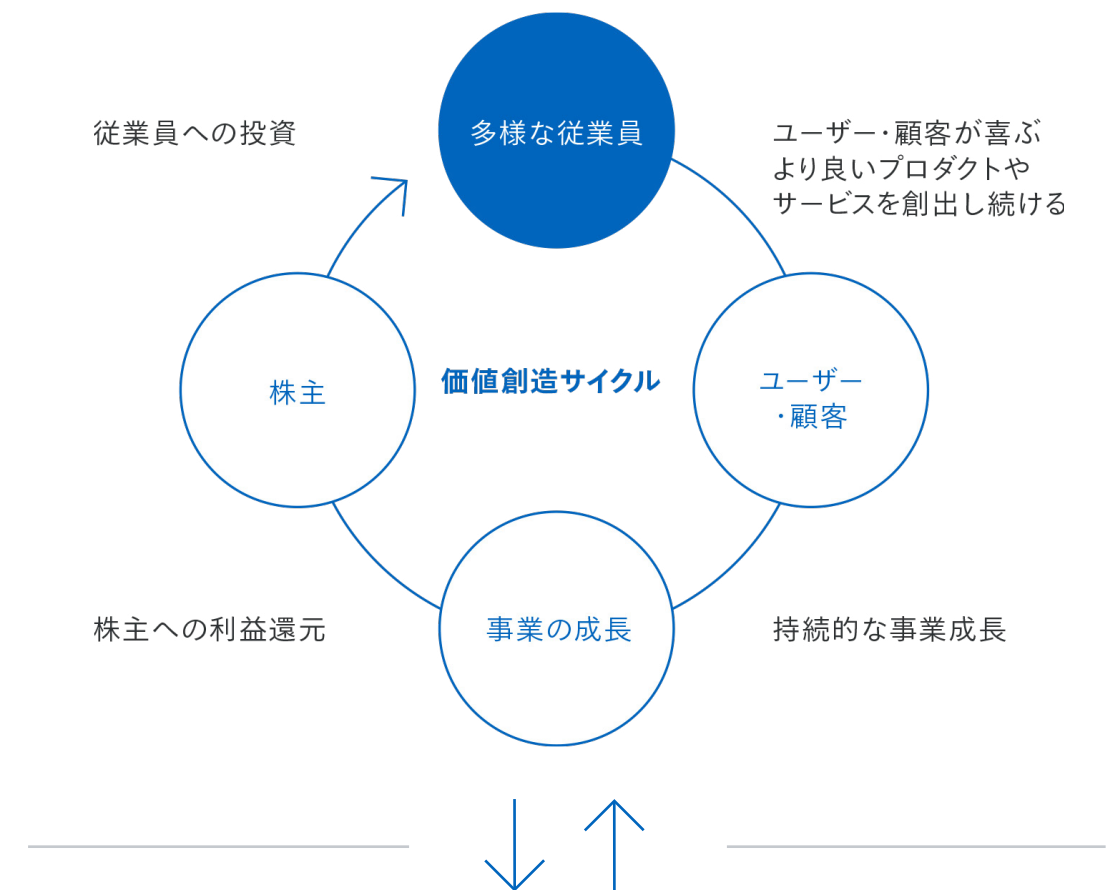 多様な従業員
従業員への投資
ユーザー・顧客が喜ぶ
より良いプロダクトや
サービスを創出し続ける
価値創造サイクル
株主
ユーザー
・顧客
事業の成長
株主への利益還元
持続的な事業成長